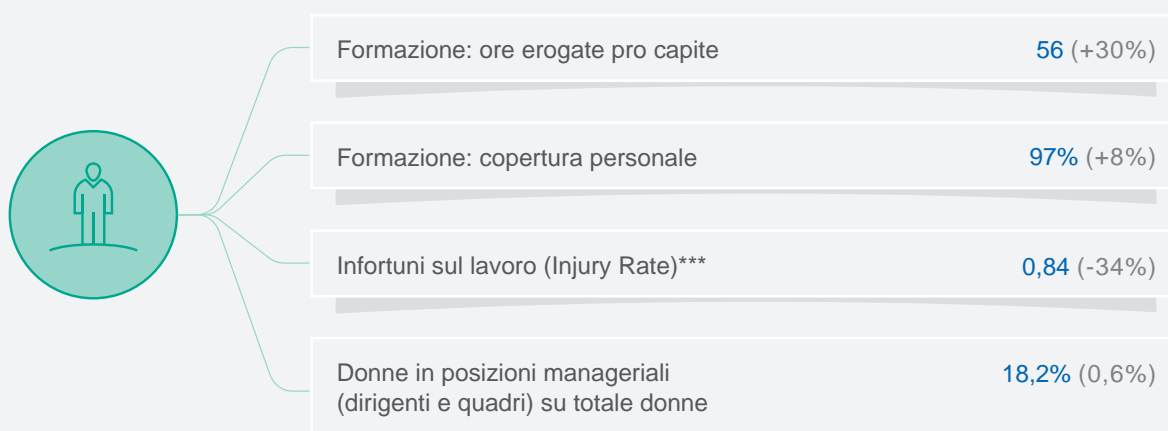 Formazione: ore erogate pro capite 56 (+30%)
Formazione: copertura personale 97% (+8%)
Infortuni sul lavoro (Injury Rate)*** 0,84 (-34%)
Donne in posizioni manageriali 18,2% (0,6%)
(dirigenti e quadri) su totale donne